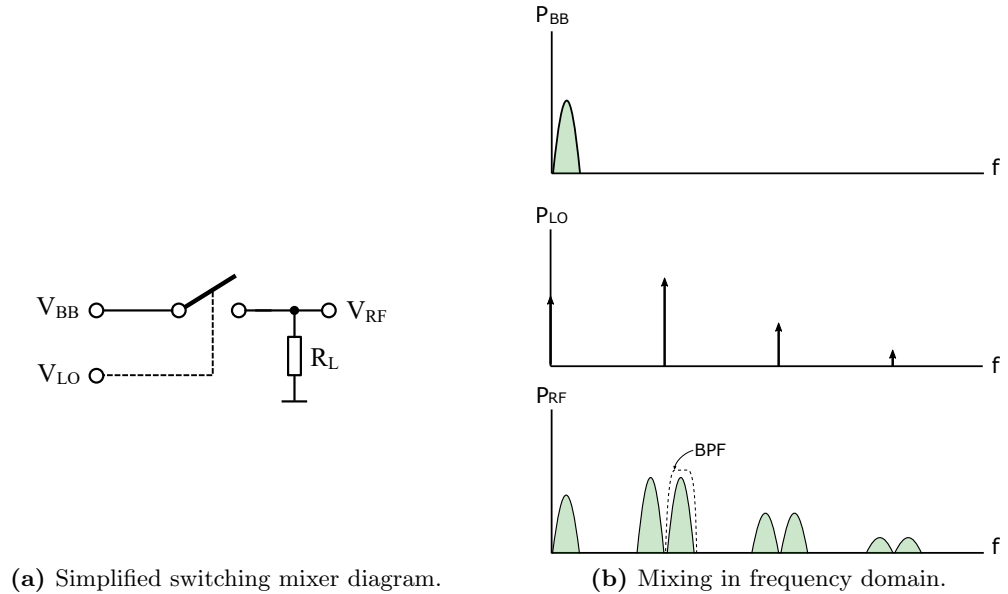 V_BB
V_LO
V_RF
R_L
(a) Simplified switching mixer diagram.
P_BB
f
P_LO
f
P_RF
BPF
f
(b) Mixing in frequency domain.